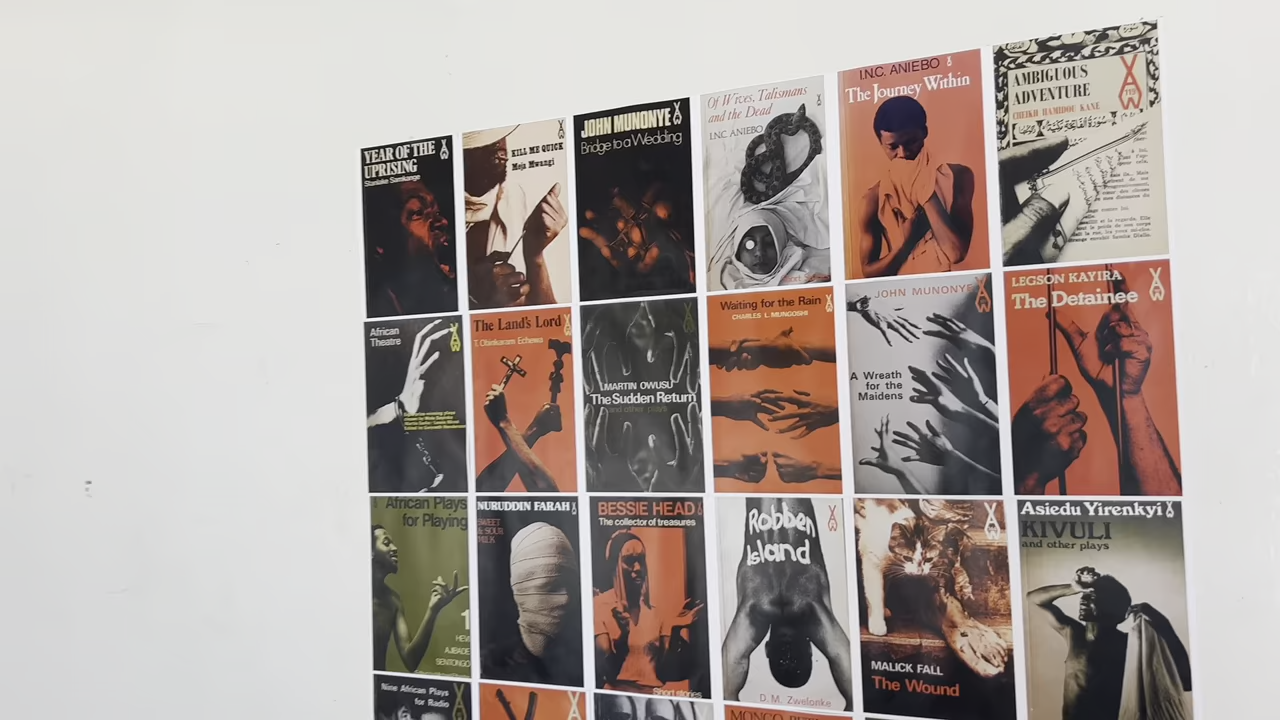 YEAR OF THE
UPRISING
Stanlake Samkange
KILL ME QUICK
Meja Mwangi
JOHN MUNONYE
Bridge to a Wedding
Of Wives, Talismans
and the Dead
I.N.C. ANIEBO
I.N.C. ANIEBO
The Journey Within
AMBIGUOUS
ADVENTURE
CHEIKH HAMIDOU KANE
African
Theatre
The Land's Lord
T. Obinkaram Echewa
MARTIN OWUSU
The Sudden Return
and other plays
Waiting for the Rain
CHARLES L MUNGOSHI
JOHN MUNONYE
A Wreath
for the
Maidens
LEGSON KAYIRA
The Detainee
African Plays
for Playing
1
AJIBADE
SENTONGO
NURUDDIN FARAH
SWEET
& SOUR
MILK
BESSIE HEAD
The collector of treasures
Short stories
Robben
Island
D. M. Zwelonke
MALICK FALL
The Wound
Asiedu Yirenkyi
KIVULI
and other plays
Nine African Plays
for Radio